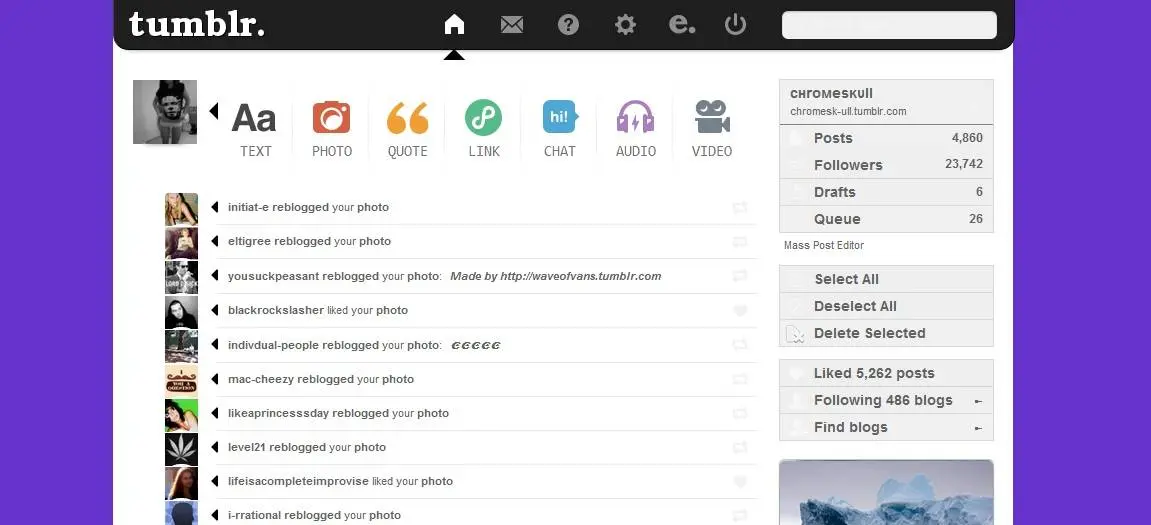 tumblr.
Aa
hi!
TEXT PHOTO QUOTE LINK CHAT AUDIO VIDEO
initiat-e reblogged your photo
eltigree reblogged your photo
yousuckpeasant reblogged your photo: Made by http://waveofvans.tumblr.com
blackrockslasher liked your photo
indivdual-people reblogged your photo: ɕɕɕɕɕ
mac-cheezy reblogged your photo
likeaprincesssday reblogged your photo
level21 reblogged your photo
lifeisacompleteimprovise liked your photo
i-rrational reblogged your photo
cнroмeѕĸυll
chromesk-ull.tumblr.com
Posts 4,860
Followers 23,742
Drafts 6
Queue 26
Mass Post Editor
Select All
Deselect All
Delete Selected
Liked 5,262 posts
Following 486 blogs
Find blogs